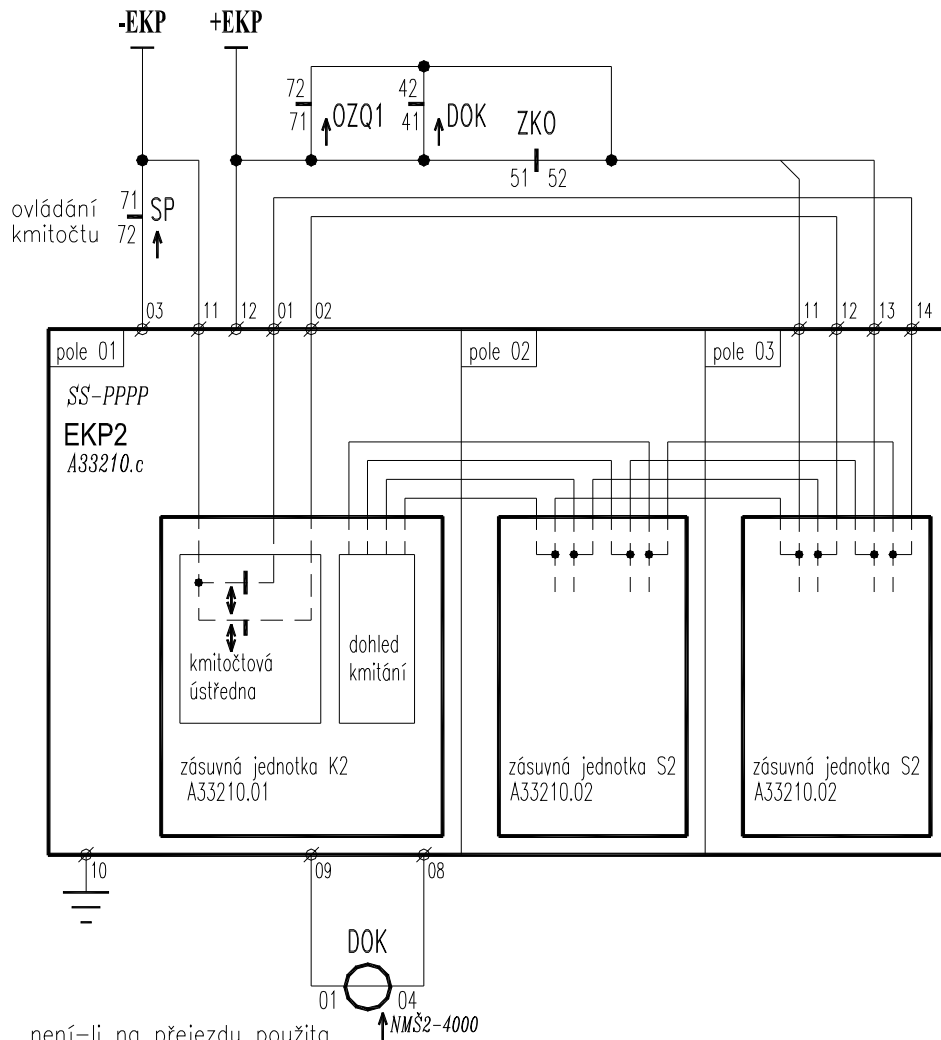 -EKP +EKP
72 42
71 OZQ1 41 DOK ZKO
51 52
71 SP
72
ovládání
kmitočtu
03 11 12 01 02 11 12 13 14
pole 01 pole 02 pole 03
SS-PPPP
EKP2
A33210.c
kmitočtová
ústředna
dohled
kmitání
zásuvná jednotka K2
A33210.01
zásuvná jednotka S2
A33210.02
zásuvná jednotka S2
A33210.02
10 09 08
DOK
01 04
NMŠ2-4000
není-li na přejezdu použita